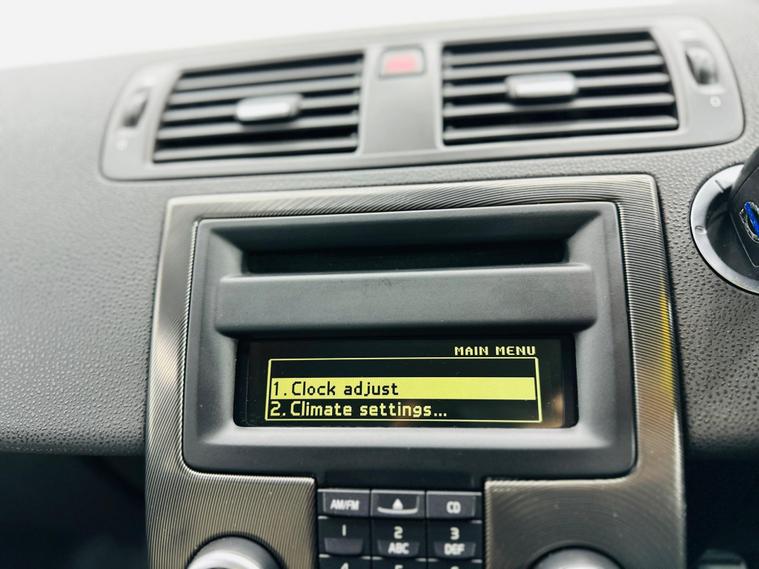 MAIN MENU
1. Clock adjust
2. Climate settings...
AM/FM CD
1 2 3
ABC DEF